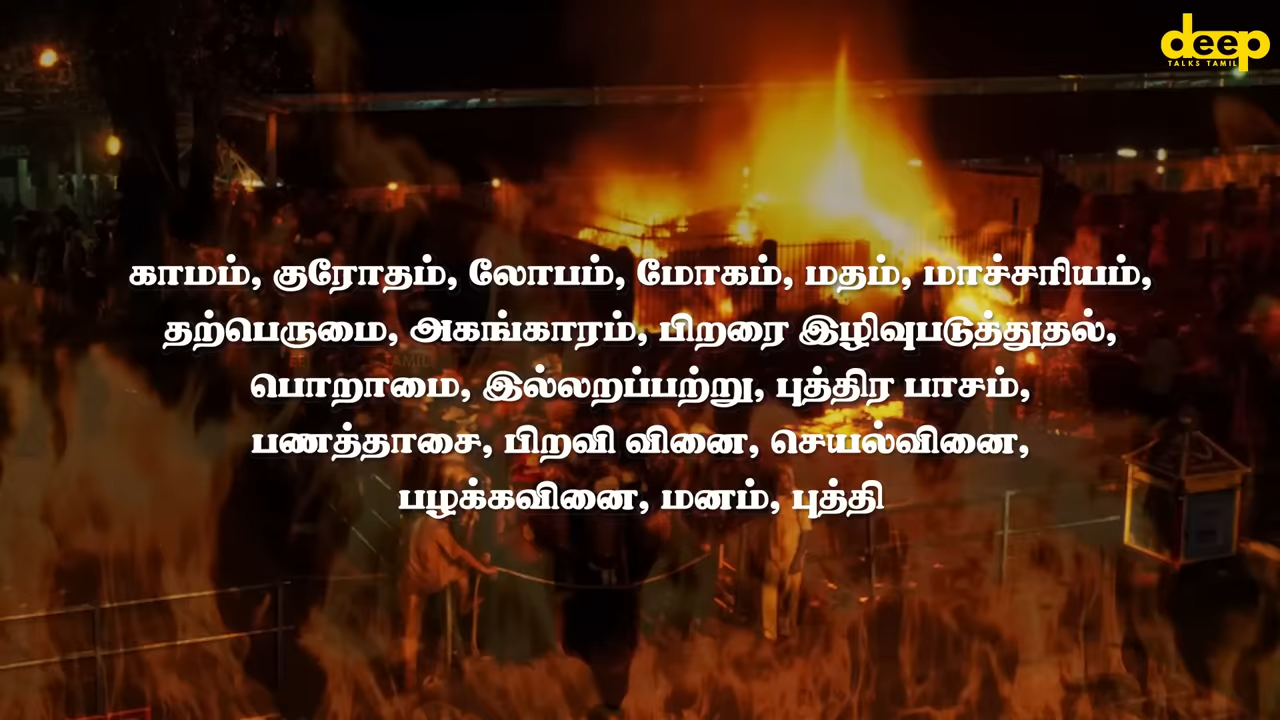 deep
TALKS TAMIL
காமம், குரோதம், லோபம், மோகம், மதம், மாச்சரியம்,
தற்பெருமை, அகங்காரம், பிறரை இழிவுபடுத்துதல்,
பொறாமை, இல்லறப்பற்று, புத்திர பாசம்,
பணத்தாசை, பிறவி வினை, செயல்வினை,
பழக்கவினை, மனம், புத்தி